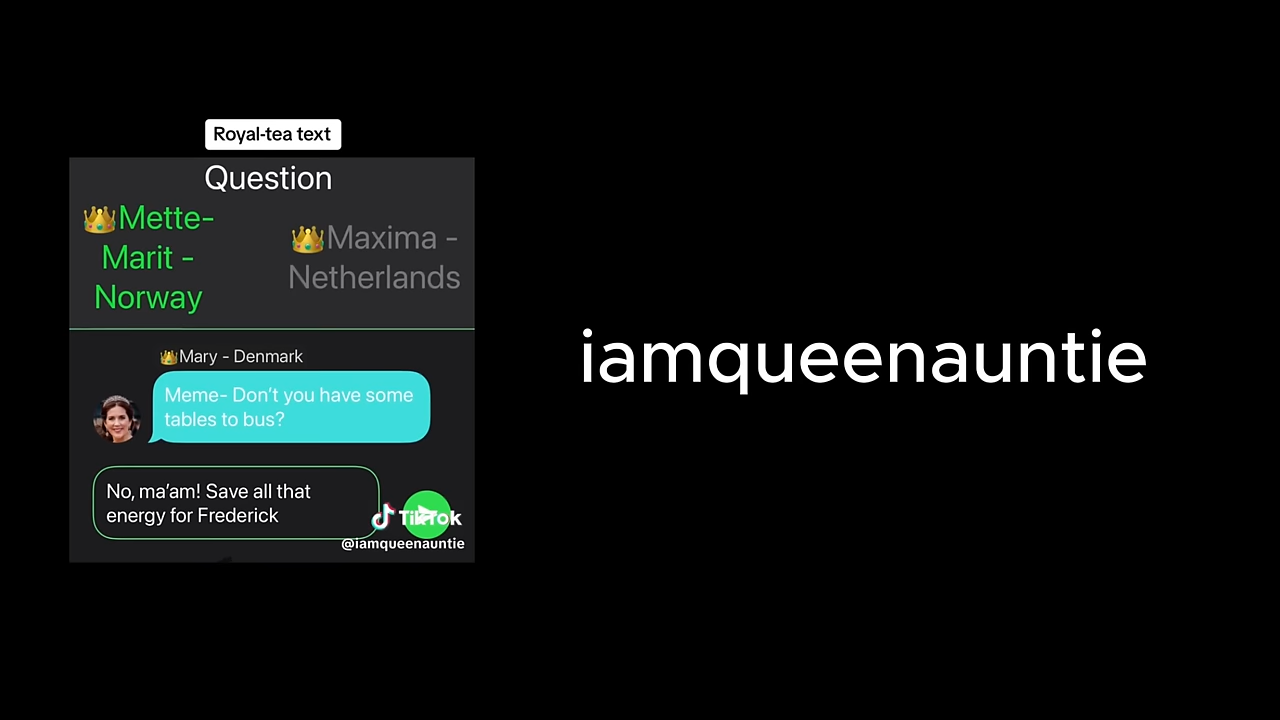 Royal-tea text
Question
👑Mette-
Marit -
Norway
👑Maxima -
Netherlands
👑Mary - Denmark
Meme- Don't you have some
tables to bus?
No, ma'am! Save all that
energy for Frederick
TikTok
@iamqueenauntie
iamqueenauntie